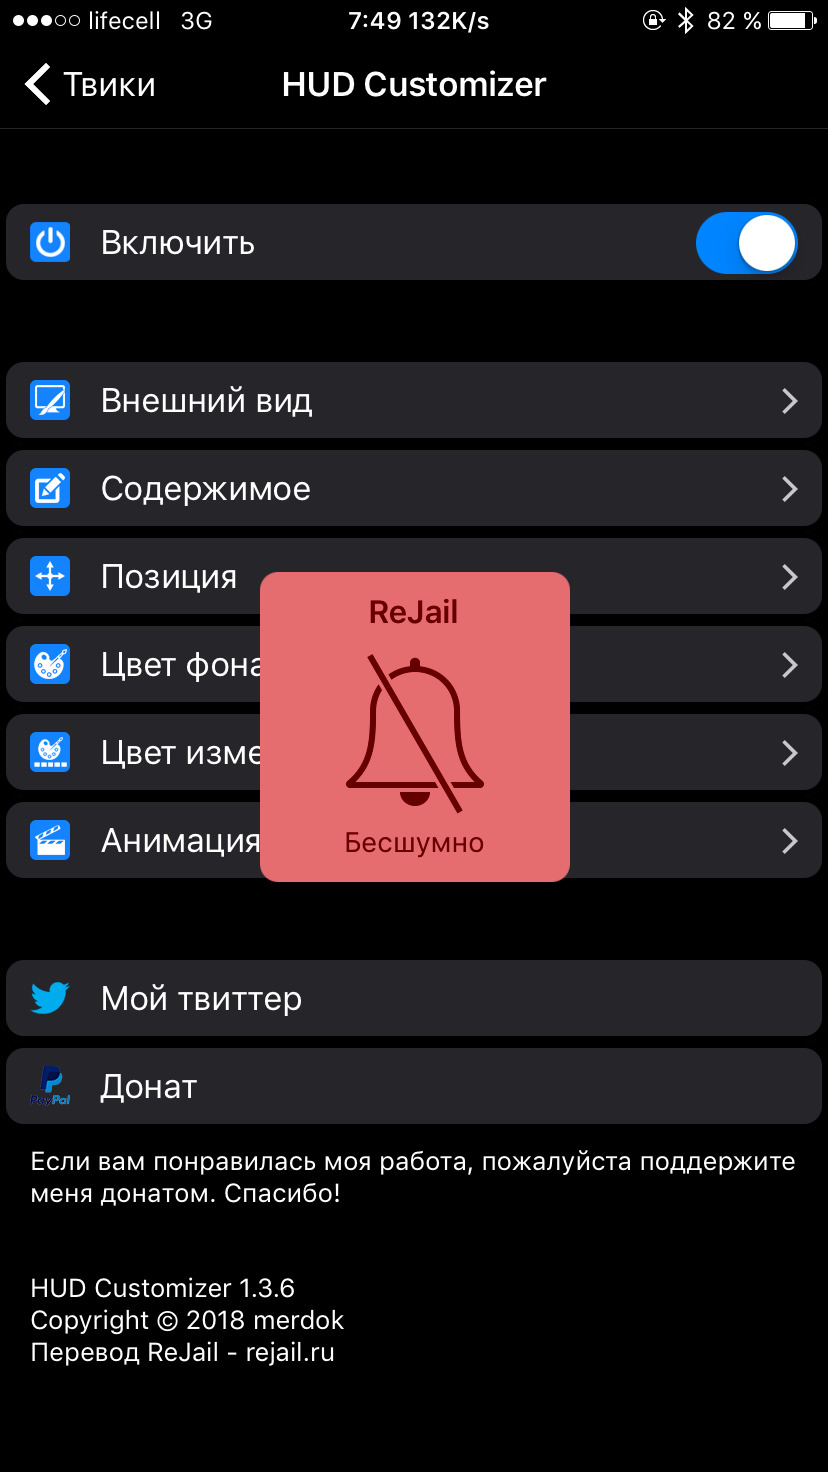 lifecell 3G 7:49 132K/s 82 %
Твики HUD Customizer
Включить
Внешний вид
Содержимое
Позиция
ReJail
Цвет фона
Цвет изме
Бесшумно
Анимация
Мой твиттер
PayPal
Донат
Если вам понравилась моя работа, пожалуйста поддержите
меня донатом. Спасибо!
HUD Customizer 1.3.6
Copyright © 2018 merdok
Перевод ReJail - rejail.ru